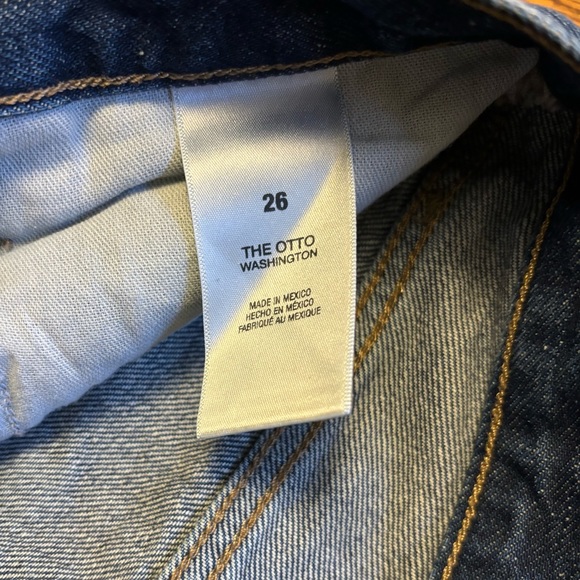 26
THE OTTO
WASHINGTON
MADE IN MEXICO
HECHO EN MÉXICO
FABRIQUÉ AU MEXIQUE